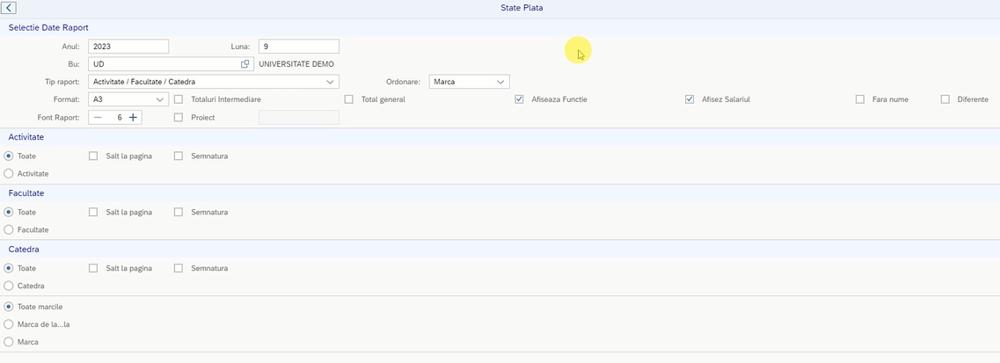 State Plata
Selectie Date Raport
Anul: 2023 Luna: 9
Bu: UD UNIVERSITATE DEMO
Tip raport: Activitate / Facultate / Catedra Ordonare: Marca
Format: A3 Totaluri Intermediare Total general Afiseaza Functie Afisez Salariul Fara nume Diferente
Font Raport: 6 Proiect
Activitate
Toate Salt la pagina Semnatura
Activitate
Facultate
Toate Salt la pagina Semnatura
Facultate
Catedra
Toate Salt la pagina Semnatura
Catedra
Toate marcile
Marca de la...la
Marca